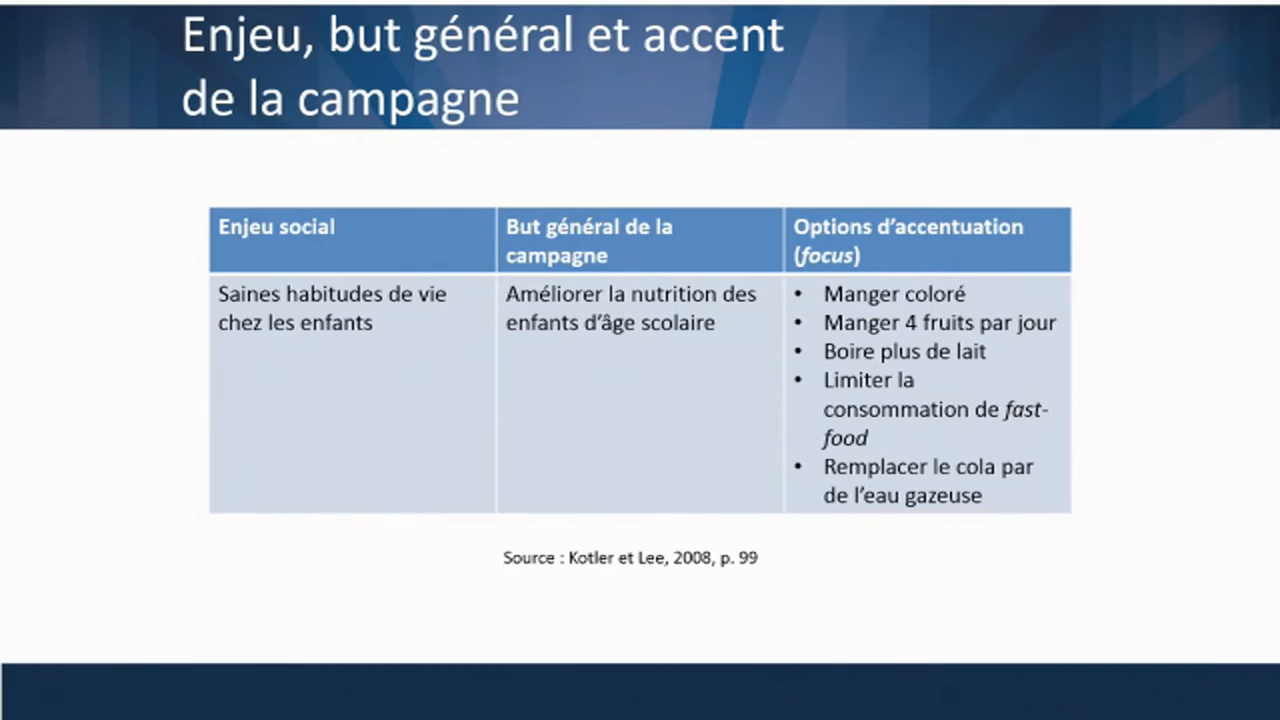 Enjeu, but général et accent
de la campagne
Enjeu social
But général de la
campagne
Options d’accentuation
(focus)
Saines habitudes de vie
chez les enfants
Améliorer la nutrition des
enfants d’âge scolaire
• Manger coloré
• Manger 4 fruits par jour
• Boire plus de lait
• Limiter la
consommation de fast-
food
• Remplacer le cola par
de l’eau gazeuse
Source : Kotler et Lee, 2008, p. 99